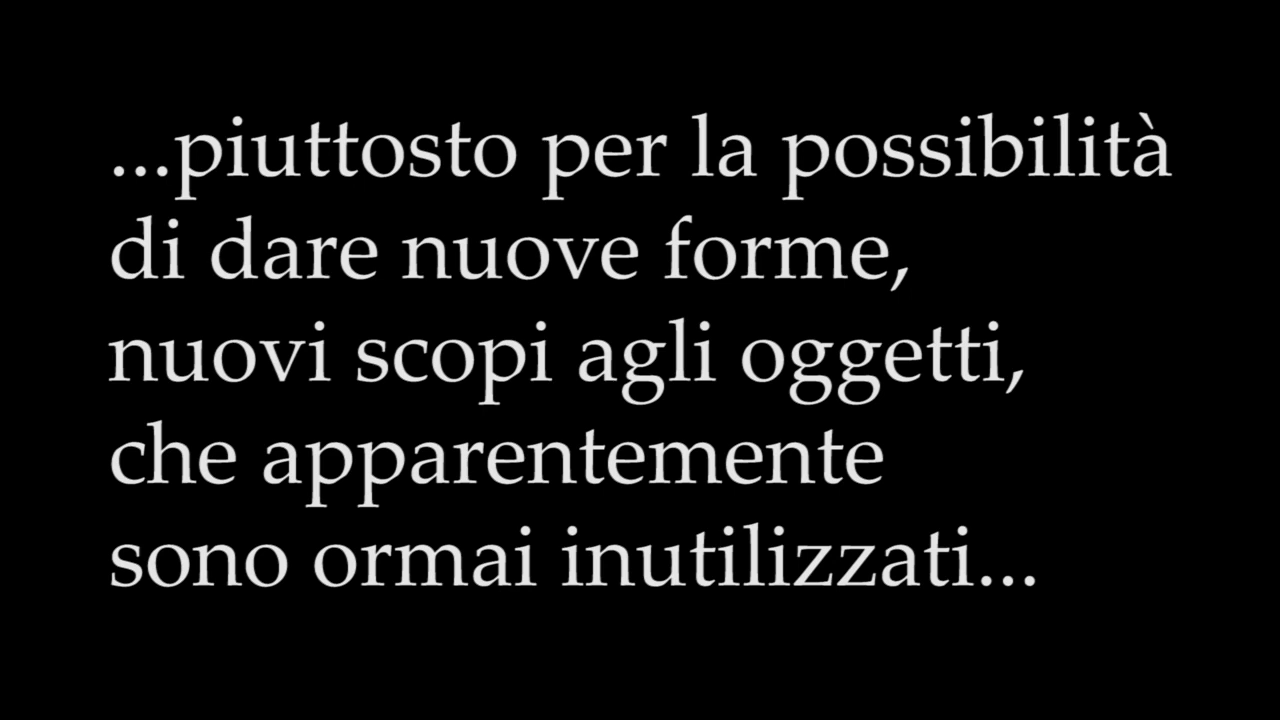 ...piuttosto per la possibilità
di dare nuove forme,
nuovi scopi agli oggetti,
che apparentemente
sono ormai inutilizzati...